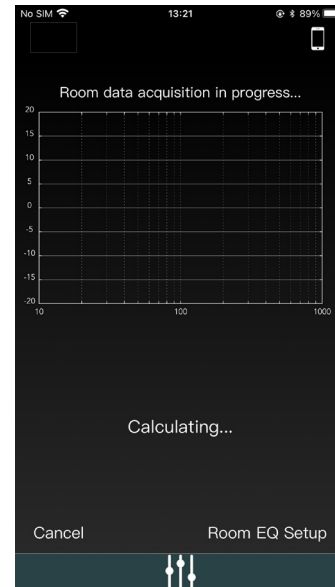 No SIM 13:21 89%
Room data acquisition in progress...
20
15
10
5
0
-5
-10
-15
-20
10 100 1000
Calculating...
Cancel Room EQ Setup